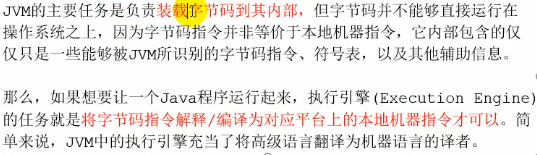 JVM的主要任务是负责装载字节码到其内部，但字节码并不能够直接运行在
操作系统之上，因为字节码指令并非等价于本地机器指令，它内部包含的仅
仅只是一些能够被JVM所识别的字节码指令、符号表，以及其他辅助信息。
那么，如果想要让一个Java程序运行起来，执行引擎(Execution Engine)
的任务就是将字节码指令解释/编译为对应平台上的本地机器指令才可以。简
单来说，JVM中的执行引擎充当了将高级语言翻译为机器语言的译者。